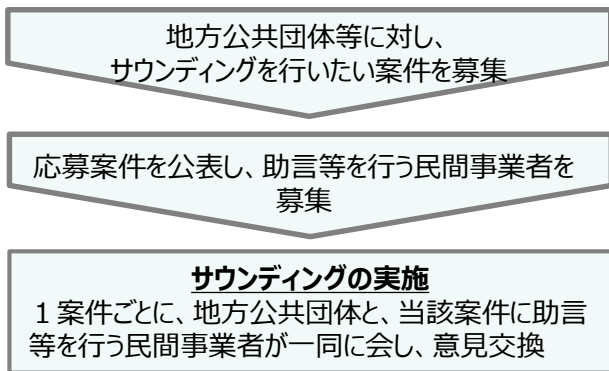 地方公共団体等に対し、
サウンディングを行いたい案件を募集
応募案件を公表し、助言等を行う民間事業者を
募集
サウンディングの実施
１案件ごとに、地方公共団体と、当該案件に助言
等を行う民間事業者が一同に会し、意見交換